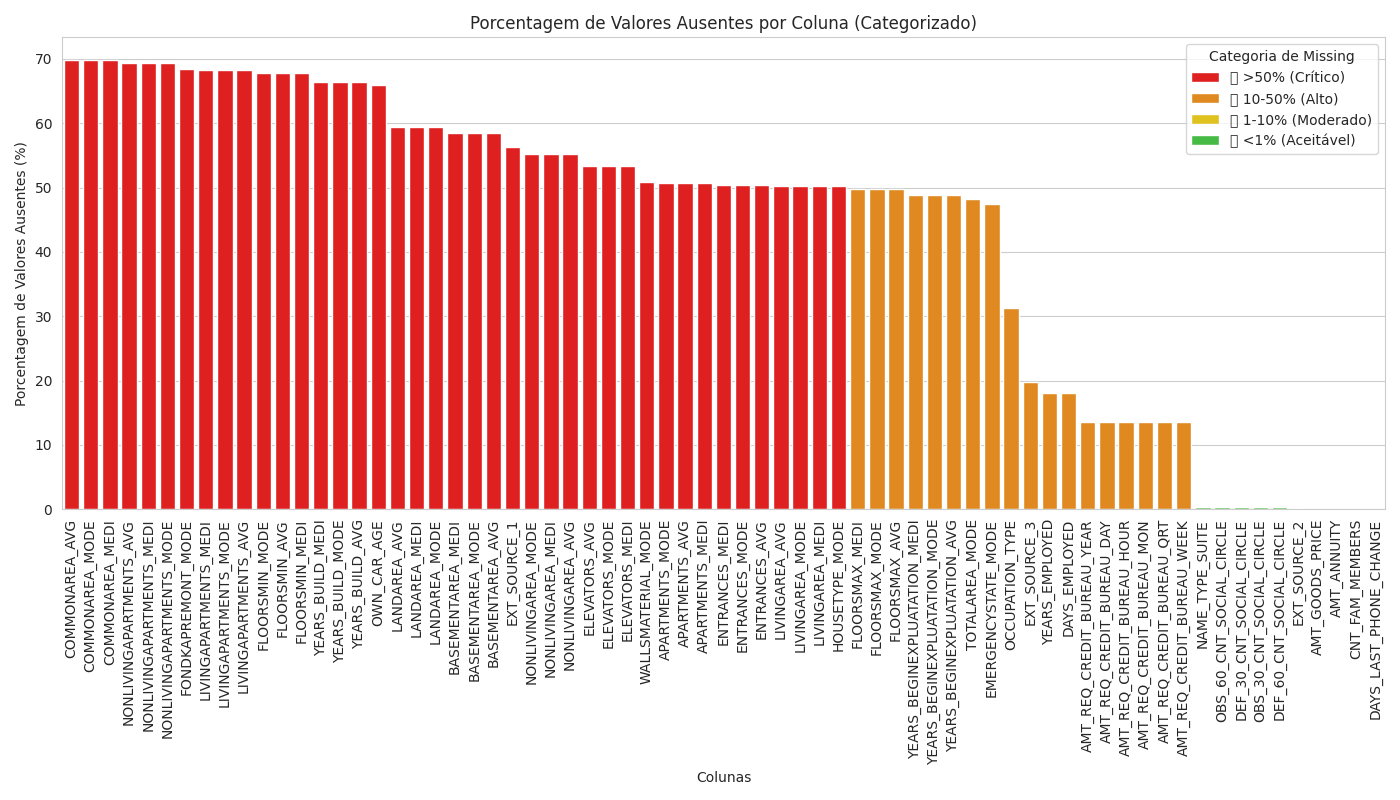 Porcentagem de Valores Ausentes por Coluna (Categorizado)
Categoria de Missing
>50% (Crítico)
10-50% (Alto)
1-10% (Moderado)
<1% (Aceitável)
Porcentagem de Valores Ausentes (%)
70
60
50
40
30
20
10
0
COMMONAREA_AVG
COMMONAREA_MODE
COMMONAREA_MEDI
NONLIVINGAPARTMENTS_AVG
NONLIVINGAPARTMENTS_MEDI
NONLIVINGAPARTMENTS_MODE
FONDKAPREMONT_MODE
LIVINGAPARTMENTS_MEDI
LIVINGAPARTMENTS_MODE
LIVINGAPARTMENTS_AVG
FLOORSMIN_MODE
FLOORSMIN_AVG
FLOORSMIN_MEDI
YEARS_BUILD_MEDI
YEARS_BUILD_MODE
YEARS_BUILD_AVG
OWN_CAR_AGE
LANDAREA_AVG
LANDAREA_MEDI
LANDAREA_MODE
BASEMENTAREA_MEDI
BASEMENTAREA_MODE
BASEMENTAREA_AVG
EXT_SOURCE_1
NONLIVINGAREA_MODE
NONLIVINGAREA_MEDI
NONLIVINGAREA_AVG
ELEVATORS_AVG
ELEVATORS_MODE
ELEVATORS_MEDI
WALLSMATERIAL_MODE
APARTMENTS_MODE
APARTMENTS_AVG
APARTMENTS_MEDI
ENTRANCES_MEDI
ENTRANCES_MODE
ENTRANCES_AVG
LIVINGAREA_AVG
LIVINGAREA_MODE
LIVINGAREA_MEDI
HOUSETYPE_MODE
FLOORSMAX_MEDI
FLOORSMAX_MODE
FLOORSMAX_AVG
YEARS_BEGINEXPLUATATION_MEDI
YEARS_BEGINEXPLUATATION_MODE
YEARS_BEGINEXPLUATATION_AVG
TOTALAREA_MODE
EMERGENCYSTATE_MODE
OCCUPATION_TYPE
EXT_SOURCE_3
YEARS_EMPLOYED
DAYS_EMPLOYED
AMT_REQ_CREDIT_BUREAU_YEAR
AMT_REQ_CREDIT_BUREAU_DAY
AMT_REQ_CREDIT_BUREAU_HOUR
AMT_REQ_CREDIT_BUREAU_MON
AMT_REQ_CREDIT_BUREAU_QRT
AMT_REQ_CREDIT_BUREAU_WEEK
NAME_TYPE_SUITE
OBS_60_CNT_SOCIAL_CIRCLE
DEF_30_CNT_SOCIAL_CIRCLE
OBS_30_CNT_SOCIAL_CIRCLE
DEF_60_CNT_SOCIAL_CIRCLE
EXT_SOURCE_2
AMT_GOODS_PRICE
AMT_ANNUITY
CNT_FAM_MEMBERS
DAYS_LAST_PHONE_CHANGE
Colunas